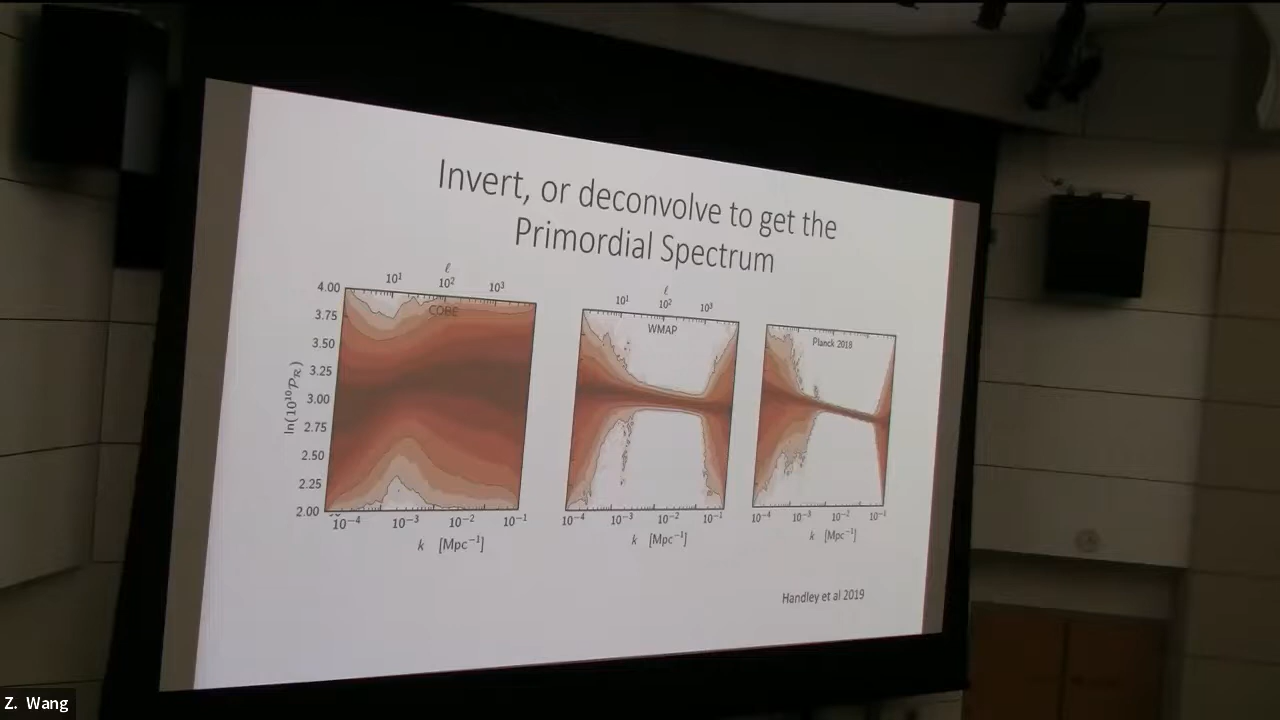 Invert, or deconvolve to get the
Primordial Spectrum
ℓ
10¹ 10² 10³
COBE
4.00
3.75
3.50
3.25
3.00
2.75
2.50
2.25
2.00
ln(10¹⁰𝒫_ℛ)
10⁻⁴ 10⁻³ 10⁻² 10⁻¹
k [Mpc⁻¹]
ℓ
10¹ 10² 10³
WMAP
10⁻⁴ 10⁻³ 10⁻² 10⁻¹
k [Mpc⁻¹]
Planck 2018
10⁻⁴ 10⁻³ 10⁻² 10⁻¹
k [Mpc⁻¹]
Handley et al 2019
Z. Wang